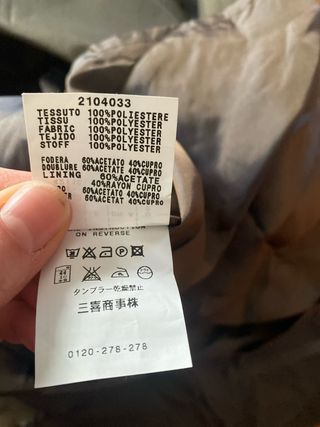 2104033
TESSUTO 100%POLIESTERE
TISSU 100%POLYESTER
FABRIC 100%POLYESTER
TEJIDO 100%POLYESTER
STOFF 100%POLYESTER
FODERA 60%ACETATO 40%CUPRO
DOUBLURE 60%ACETATE 40%CUPRO
LINING 60%ACETATE
40%RAYON CUPRO
60%ACETATO 40%CUPRO
60%ACETAT 40%CUPRO
ON REVERSE
タンブラー乾燥禁止
三喜商事株
0120-278-278